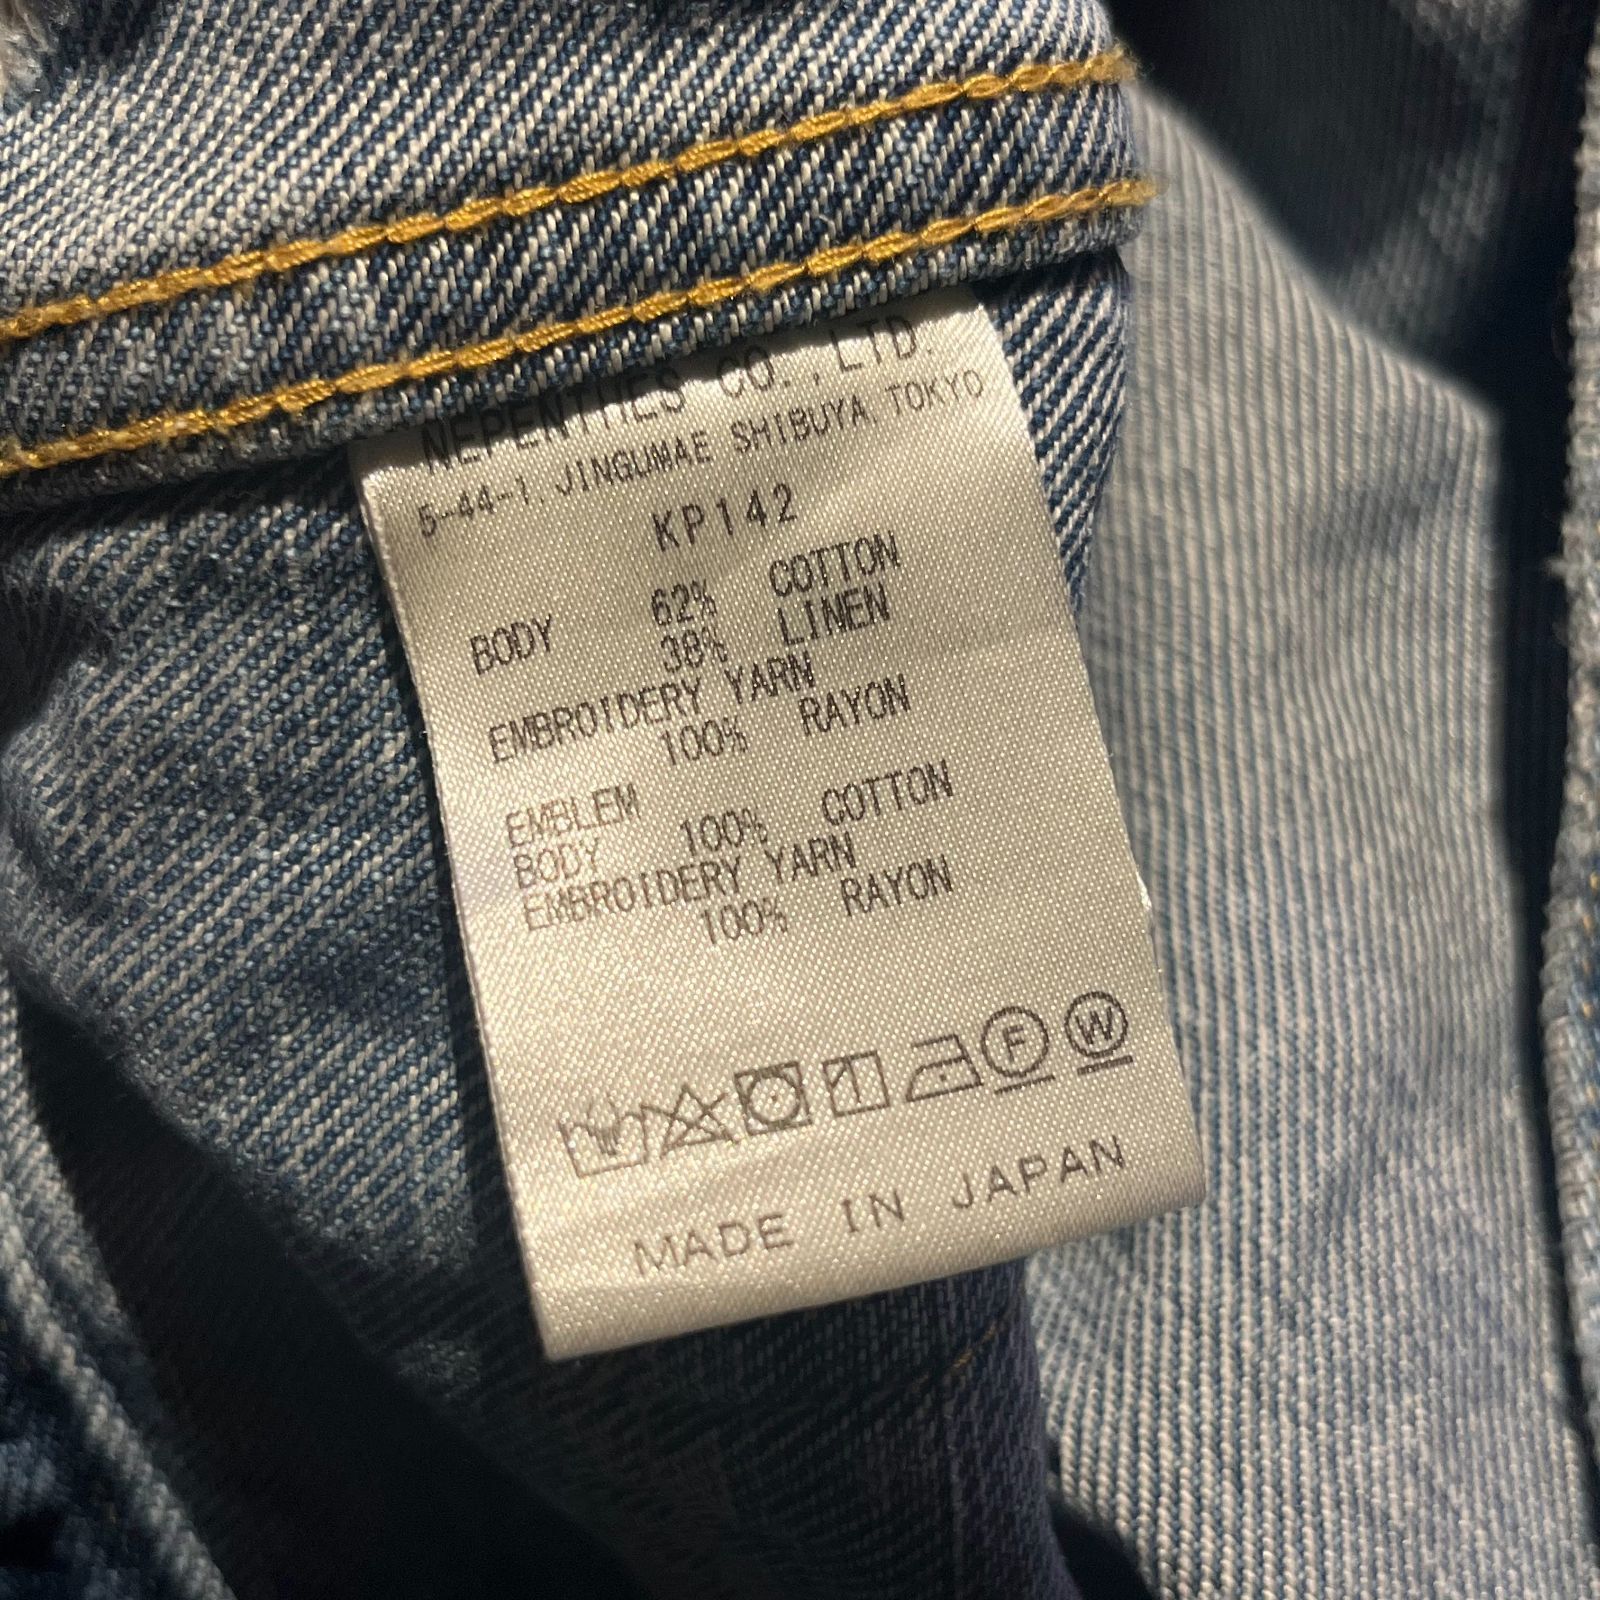 NEPENTHES CO., LTD.
5-44-1. JINGUMAE SHIBUYA TOKYO
KP142
BODY 62% COTTON
38% LINEN
EMBROIDERY YARN
100% RAYON
EMBLEM
BODY 100% COTTON
EMBROIDERY YARN
100% RAYON
F W
MADE IN JAPAN